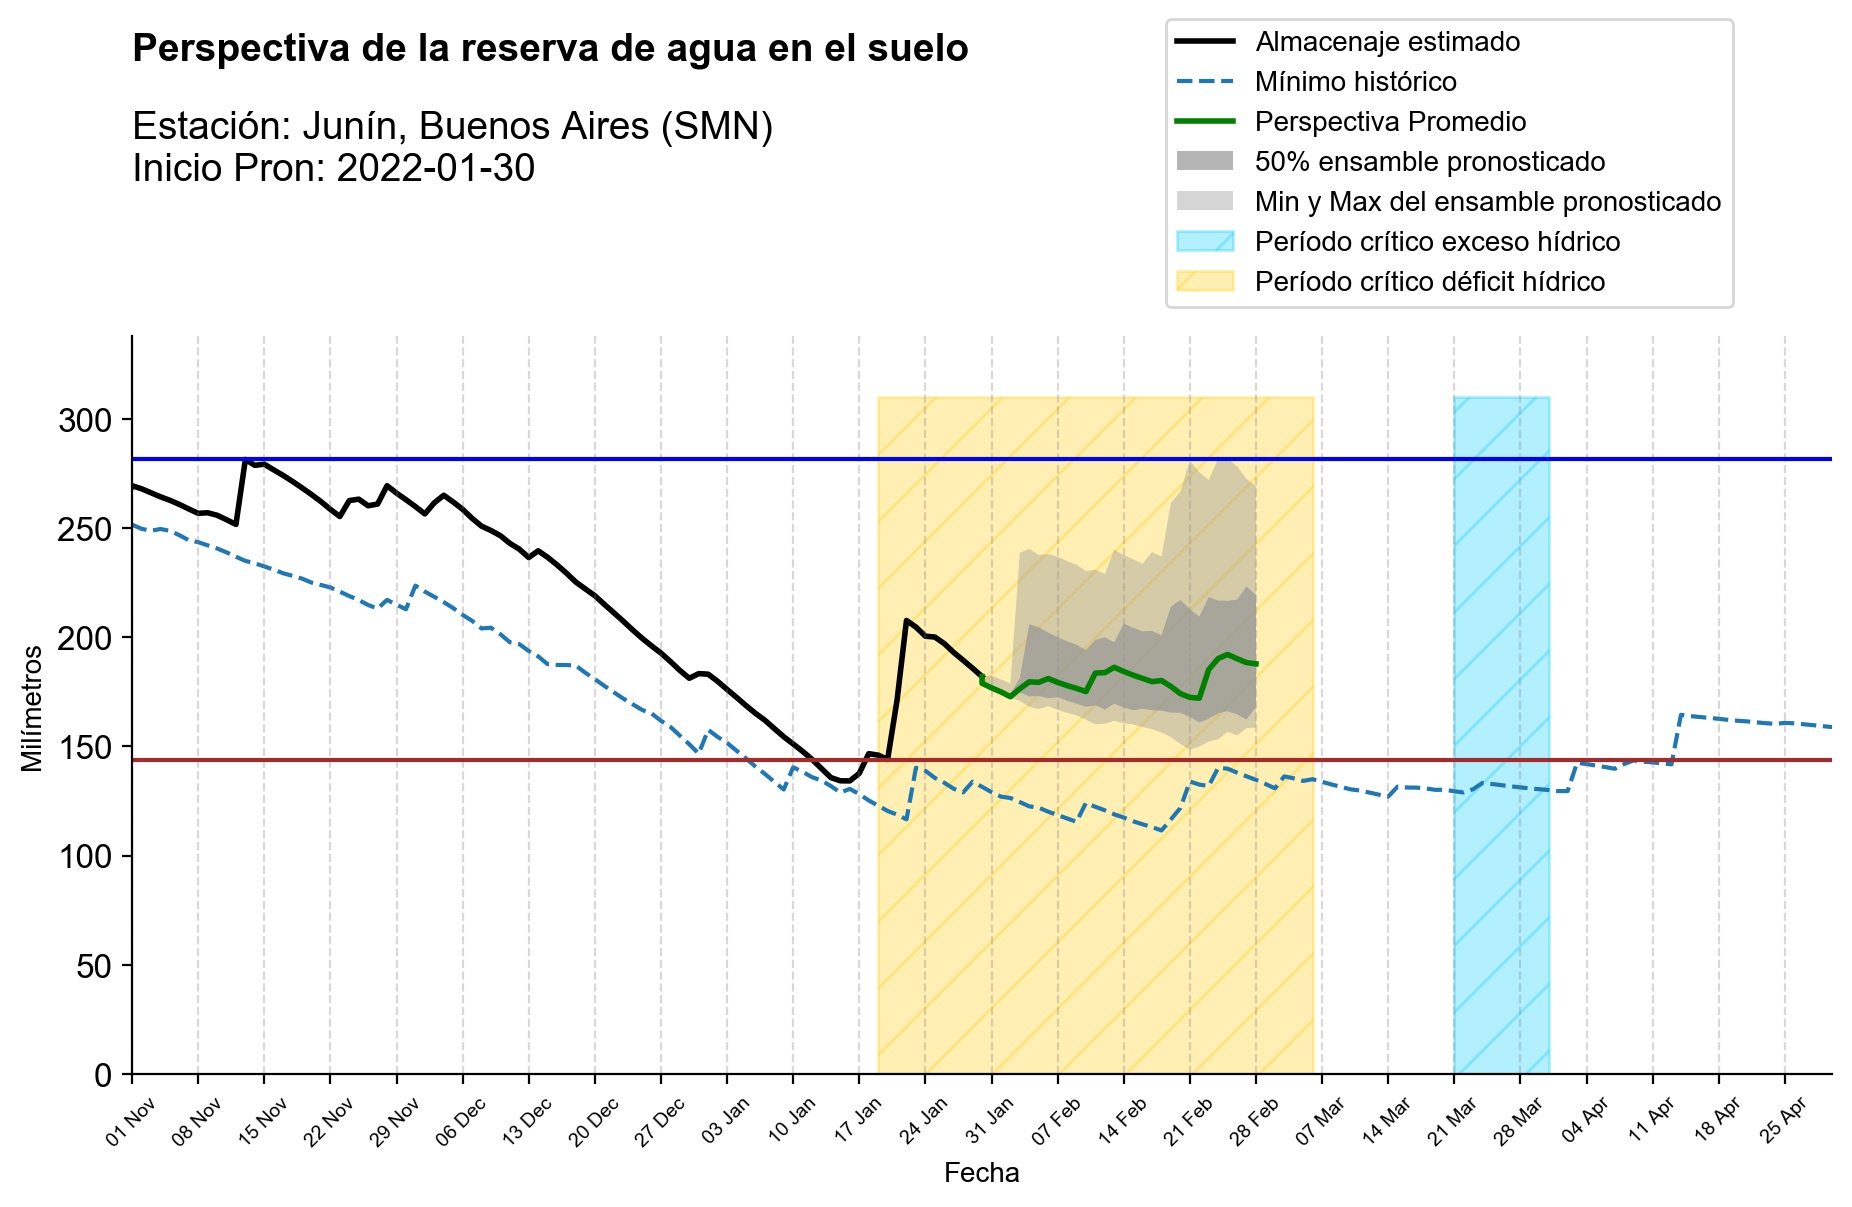 Perspectiva de la reserva de agua en el suelo
Estación: Junín, Buenos Aires (SMN)
Inicio Pron: 2022-01-30
Almacenaje estimado
Mínimo histórico
Perspectiva Promedio
50% ensamble pronosticado
Min y Max del ensamble pronosticado
Período crítico exceso hídrico
Período crítico déficit hídrico
Milímetros
300
250
200
150
100
50
0
01 Nov
08 Nov
15 Nov
22 Nov
29 Nov
06 Dec
13 Dec
20 Dec
27 Dec
03 Jan
10 Jan
17 Jan
24 Jan
31 Jan
07 Feb
14 Feb
21 Feb
28 Feb
07 Mar
14 Mar
21 Mar
28 Mar
04 Apr
11 Apr
18 Apr
25 Apr
Fecha